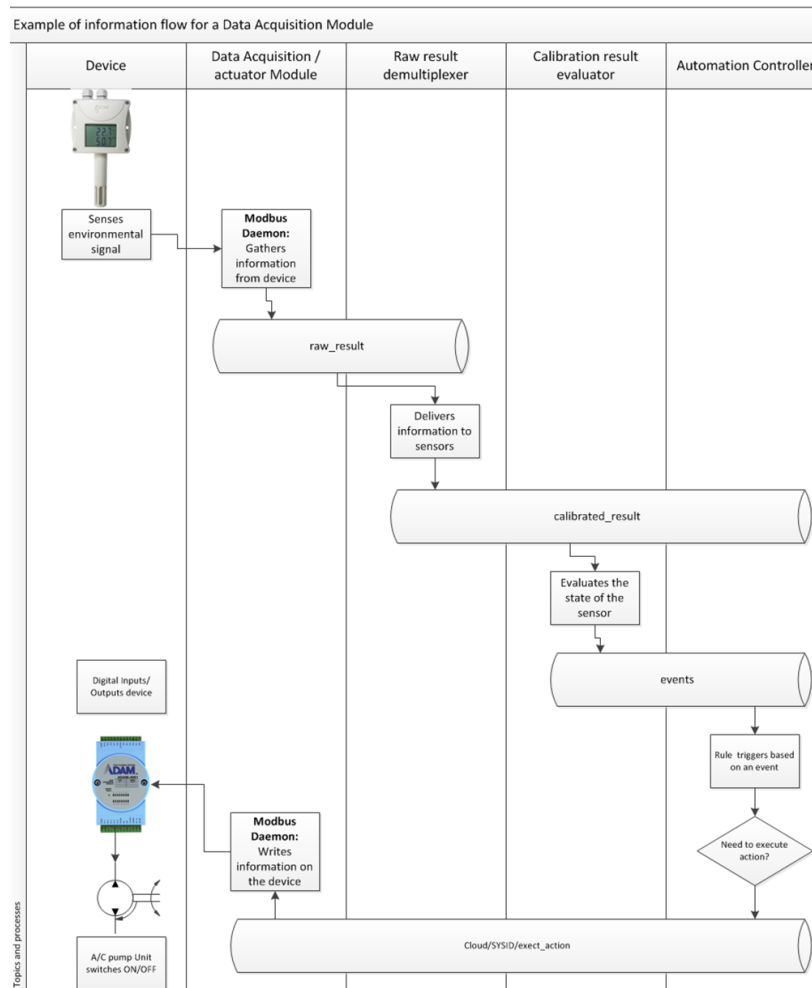 Example of information flow for a Data Acquisition Module
Device
Data Acquisition /
actuator Module
Raw result
demultiplexer
Calibration result
evaluator
Automation Controller
Senses
environmental
signal
Modbus
Daemon:
Gathers
information
from device
raw_result
Delivers
information to
sensors
calibrated_result
Evaluates the
state of the
sensor
events
Digital Inputs/
Outputs device
Rule triggers based
on an event
ADAM
Need to execute
action?
Modbus
Daemon:
Writes
information on
the device
Cloud/SYSID/exect_action
A/C pump Unit
switches ON/OFF
Topics and processes